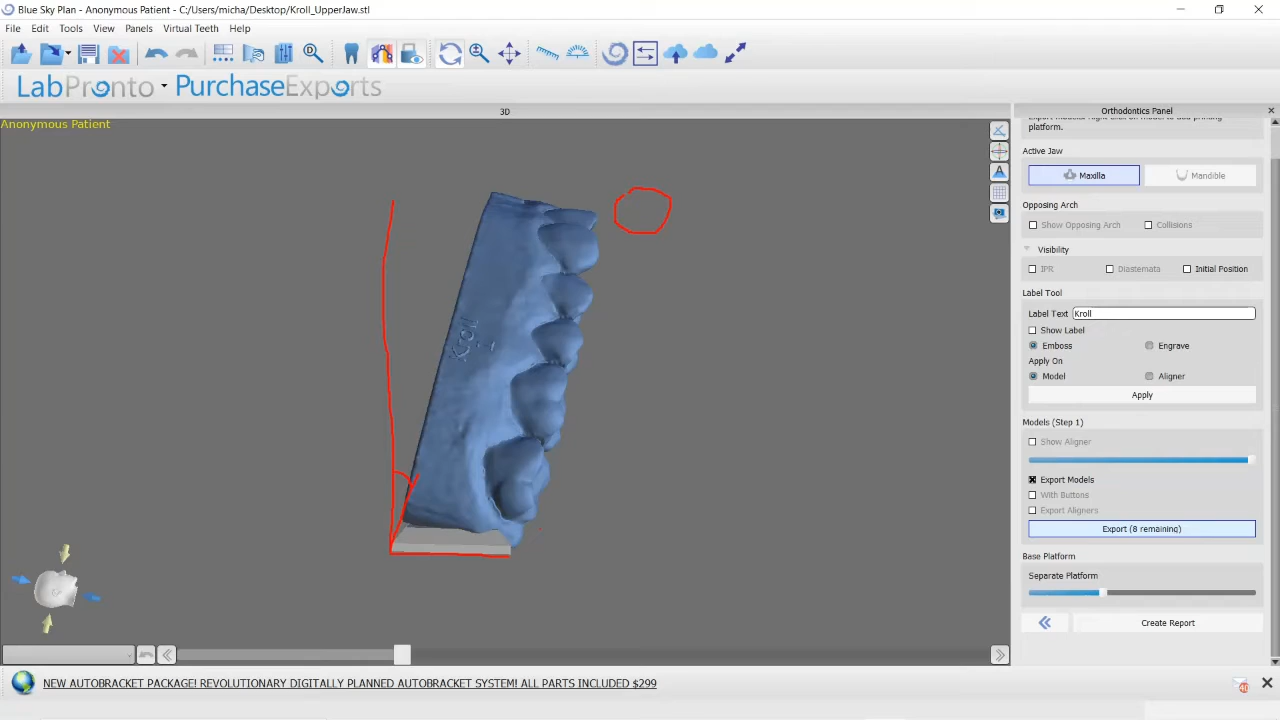 Blue Sky Plan - Anonymous Patient - C:/Users/micha/Desktop/Kroll_UpperJaw.stl
File Edit Tools View Panels Virtual Teeth Help
LabPronto PurchaseExports
3D
Orthodontics Panel
Anonymous Patient
platform.
Active Jaw
Maxilla Mandible
Opposing Arch
Show Opposing Arch Collisions
Visibility
IPR Diastemata Initial Position
Label Tool
Label Text Kroll
Show Label
Emboss Engrave
Apply On
Model Aligner
Apply
Kroll
1
Models (Step 1)
Show Aligner
Export Models
With Buttons
Export Aligners
Export (8 remaining)
Base Platform
Separate Platform
Create Report
NEW AUTOBRACKET PACKAGE! REVOLUTIONARY DIGITALLY PLANNED AUTOBRACKET SYSTEM! ALL PARTS INCLUDED $299